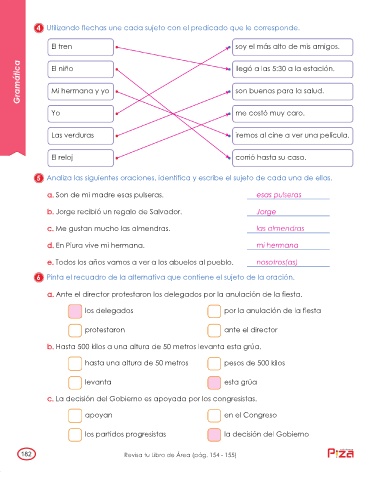 4 Utilizando flechas une cada sujeto con el predicado que le corresponde.
El tren soy el más alto de mis amigos.
El niño llegó a las 5:30 a la estación.
Mi hermana y yo son buenas para la salud.
Yo me costó muy caro.
Las verduras iremos al cine a ver una película.
El reloj corrió hasta su casa.
Gramática
5 Analiza las siguientes oraciones, identifica y escribe el sujeto de cada una de ellas.
a. Son de mi madre esas pulseras. esas pulseras
b. Jorge recibió un regalo de Salvador. Jorge
c. Me gustan mucho las almendras. las almendras
d. En Piura vive mi hermana. mi hermana
e. Todos los años vamos a ver a los abuelos al pueblo. nosotros(as)
6 Pinta el recuadro de la alternativa que contiene el sujeto de la oración.
a. Ante el director protestaron los delegados por la anulación de la fiesta.
los delegados por la anulación de la fiesta
protestaron ante el director
b. Hasta 500 kilos a una altura de 50 metros levanta esta grúa.
hasta una altura de 50 metros pesos de 500 kilos
levanta esta grúa
c. La decisión del Gobierno es apoyada por los congresistas.
apoyan en el Congreso
los partidos progresistas la decisión del Gobierno
182 Revisa tu Libro de Área (pág. 154 - 155)